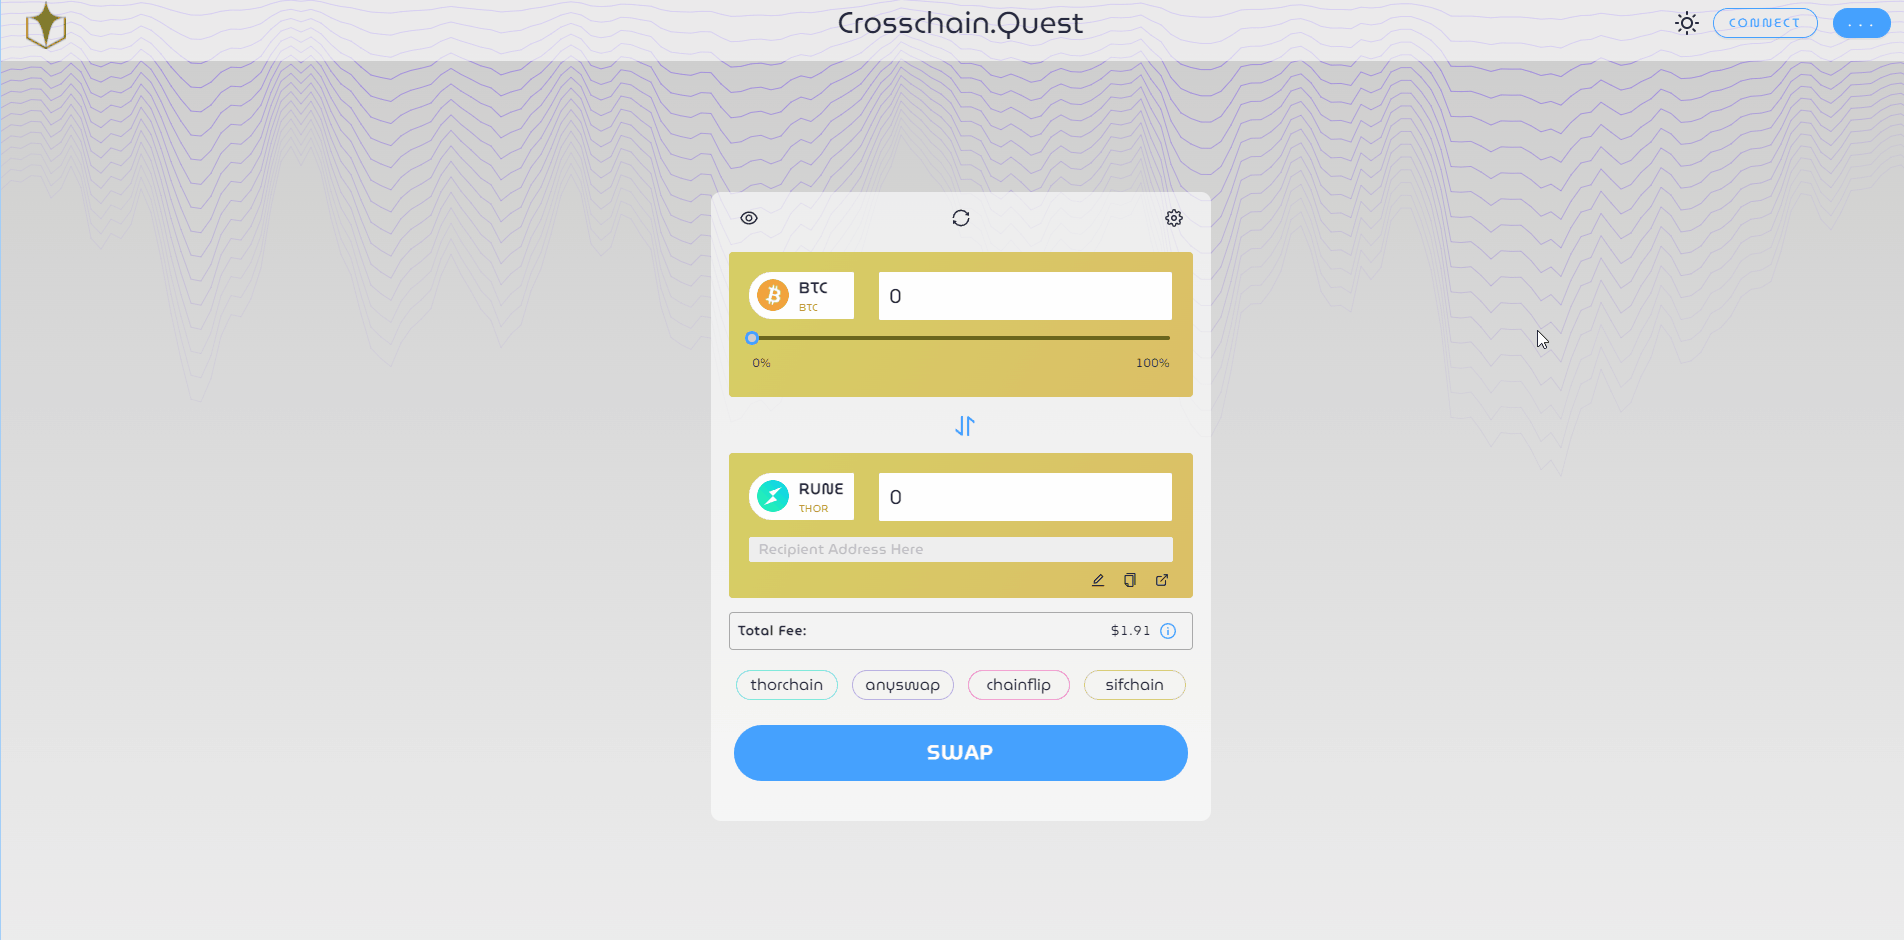 Crosschain.Quest
CONNECT
...
BTC
BTC
0
0%
100%
RUNE
THOR
0
Recipient Address Here
Total Fee:
$1.91
thorchain
anyswap
chainflip
sifchain
SWAP